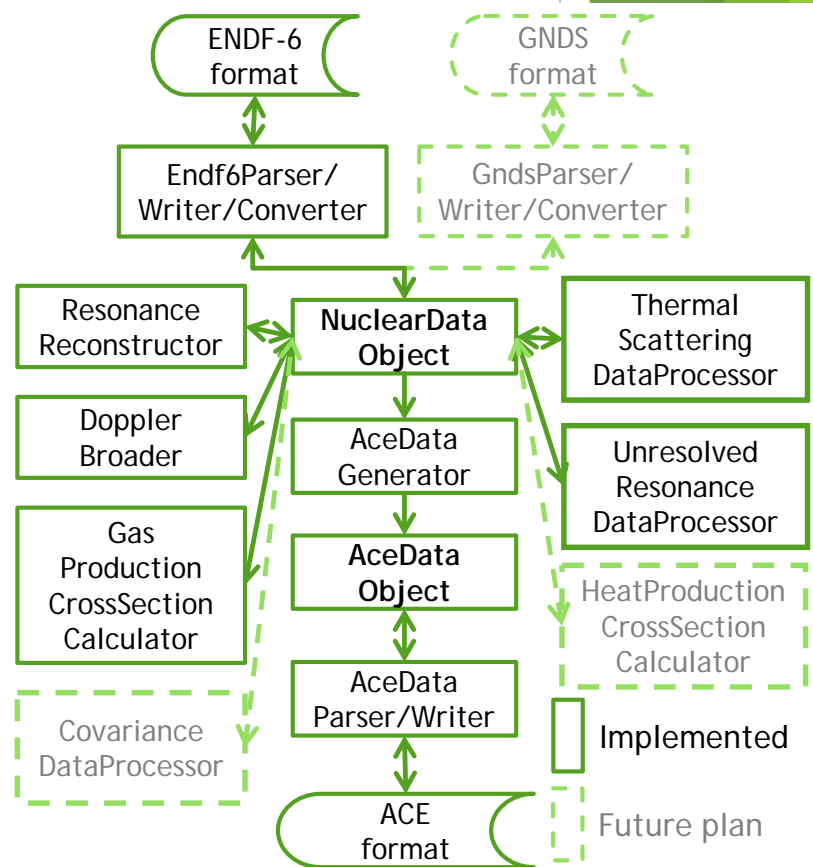 ENDF-6
format
GNDS
format
Endf6Parser/
Writer/Converter
GndsParser/
Writer/Converter
Resonance
Reconstructor
NuclearData
Object
Thermal
Scattering
DataProcessor
Doppler
Broader
AceData
Generator
Unresolved
Resonance
DataProcessor
Gas
Production
CrossSection
Calculator
AceData
Object
HeatProduction
CrossSection
Calculator
AceData
Parser/Writer
Covariance
DataProcessor
Implemented
ACE
format
Future plan